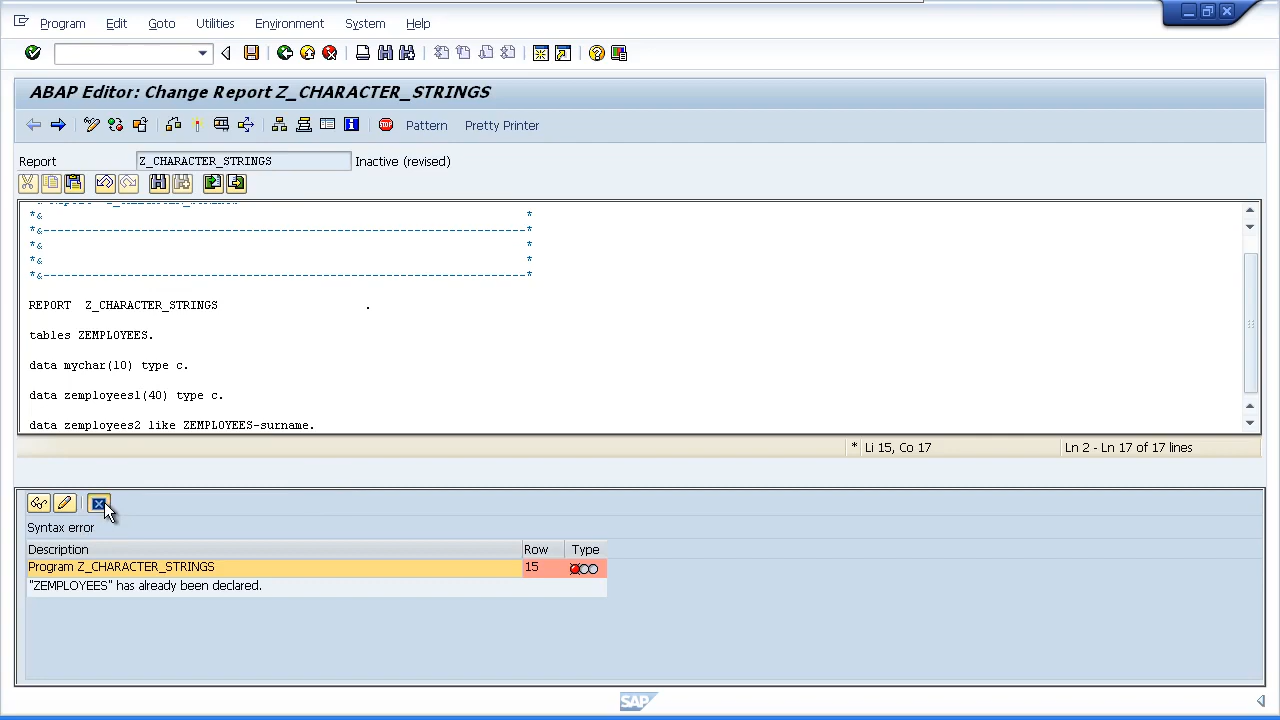 Program Edit Goto Utilities Environment System Help
ABAP Editor: Change Report Z_CHARACTER_STRINGS
Pattern Pretty Printer
Report Z_CHARACTER_STRINGS Inactive (revised)
*& *
*&---------------------------------------------------------------------*
*& *
*& *
*&---------------------------------------------------------------------*
REPORT Z_CHARACTER_STRINGS .
tables ZEMPLOYEES.
data mychar(10) type c.
data zemployees1(40) type c.
data zemployees2 like ZEMPLOYEES-surname.
* Li 15, Co 17 Ln 2 - Ln 17 of 17 lines
Syntax error
Description Row Type
Program Z_CHARACTER_STRINGS 15
"ZEMPLOYEES" has already been declared.
SAP